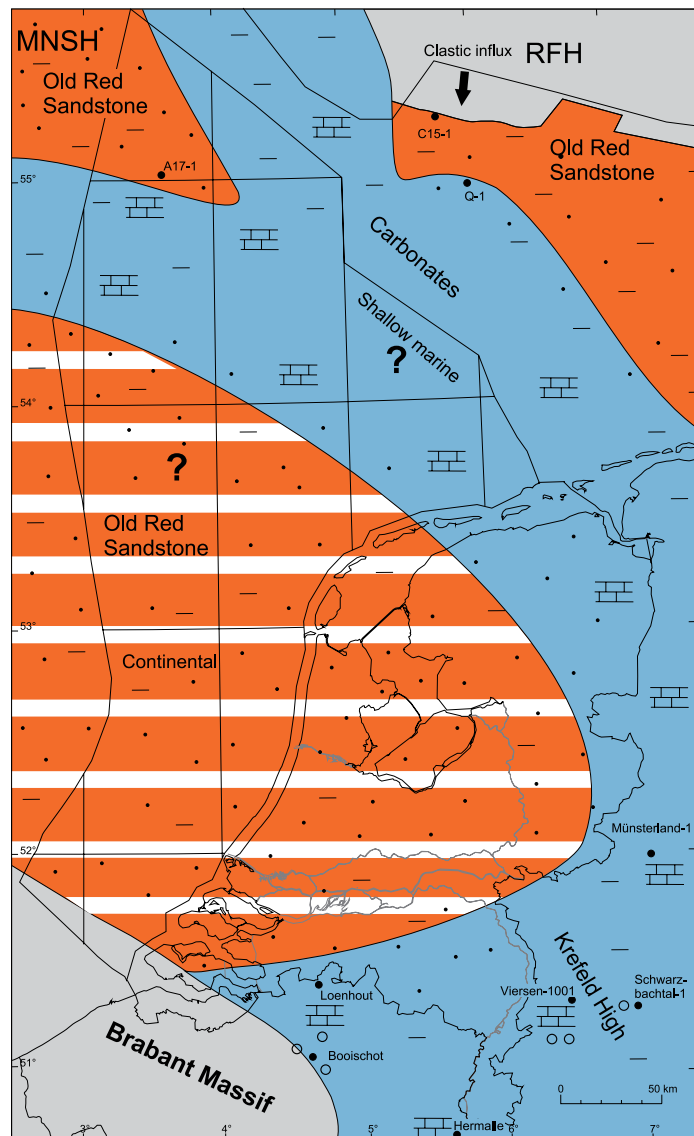 MNSH
Clastic influx
RFH
Old Red
Sandstone
C15-1
Old Red
Sandstone
A17-1
55°
Q-1
Carbonates
Shallow marine
?
54°
?
Old Red
Sandstone
53°
Continental
Münsterland-1
52°
Krefeld High
Loenhout
Viersen-1001
Schwarz-
bachtal-1
Brabant Massif
Booischot
51°
0
50 km
Hermalle
3°
4°
5°
6°
7°